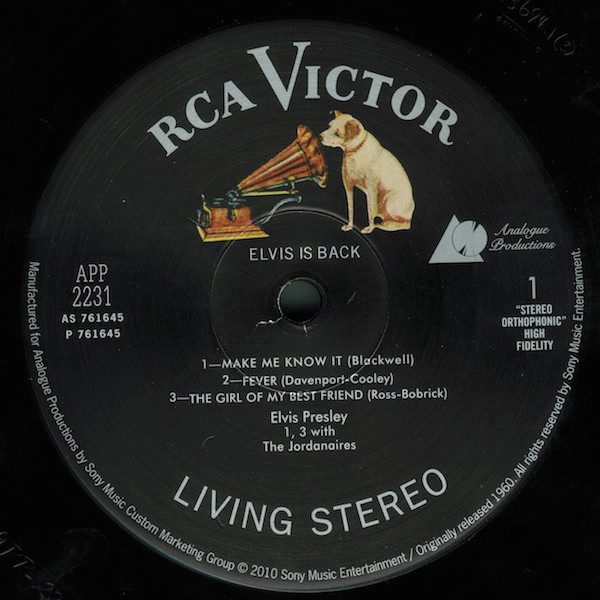 RCA VICTOR
ELVIS IS BACK
Analogue
Productions
APP
2231
AS 761645
P 761645
1
"STEREO
ORTHOPHONIC"
HIGH
FIDELITY
1—MAKE ME KNOW IT (Blackwell)
2—FEVER (Davenport-Cooley)
3—THE GIRL OF MY BEST FRIEND (Ross-Bobrick)
Elvis Presley
1, 3 with
The Jordanaires
LIVING STEREO
Manufactured for Analogue Productions by Sony Music Custom Marketing Group © 2010 Sony Music Entertainment / Originally released 1960. All rights reserved by Sony Music Entertainment.